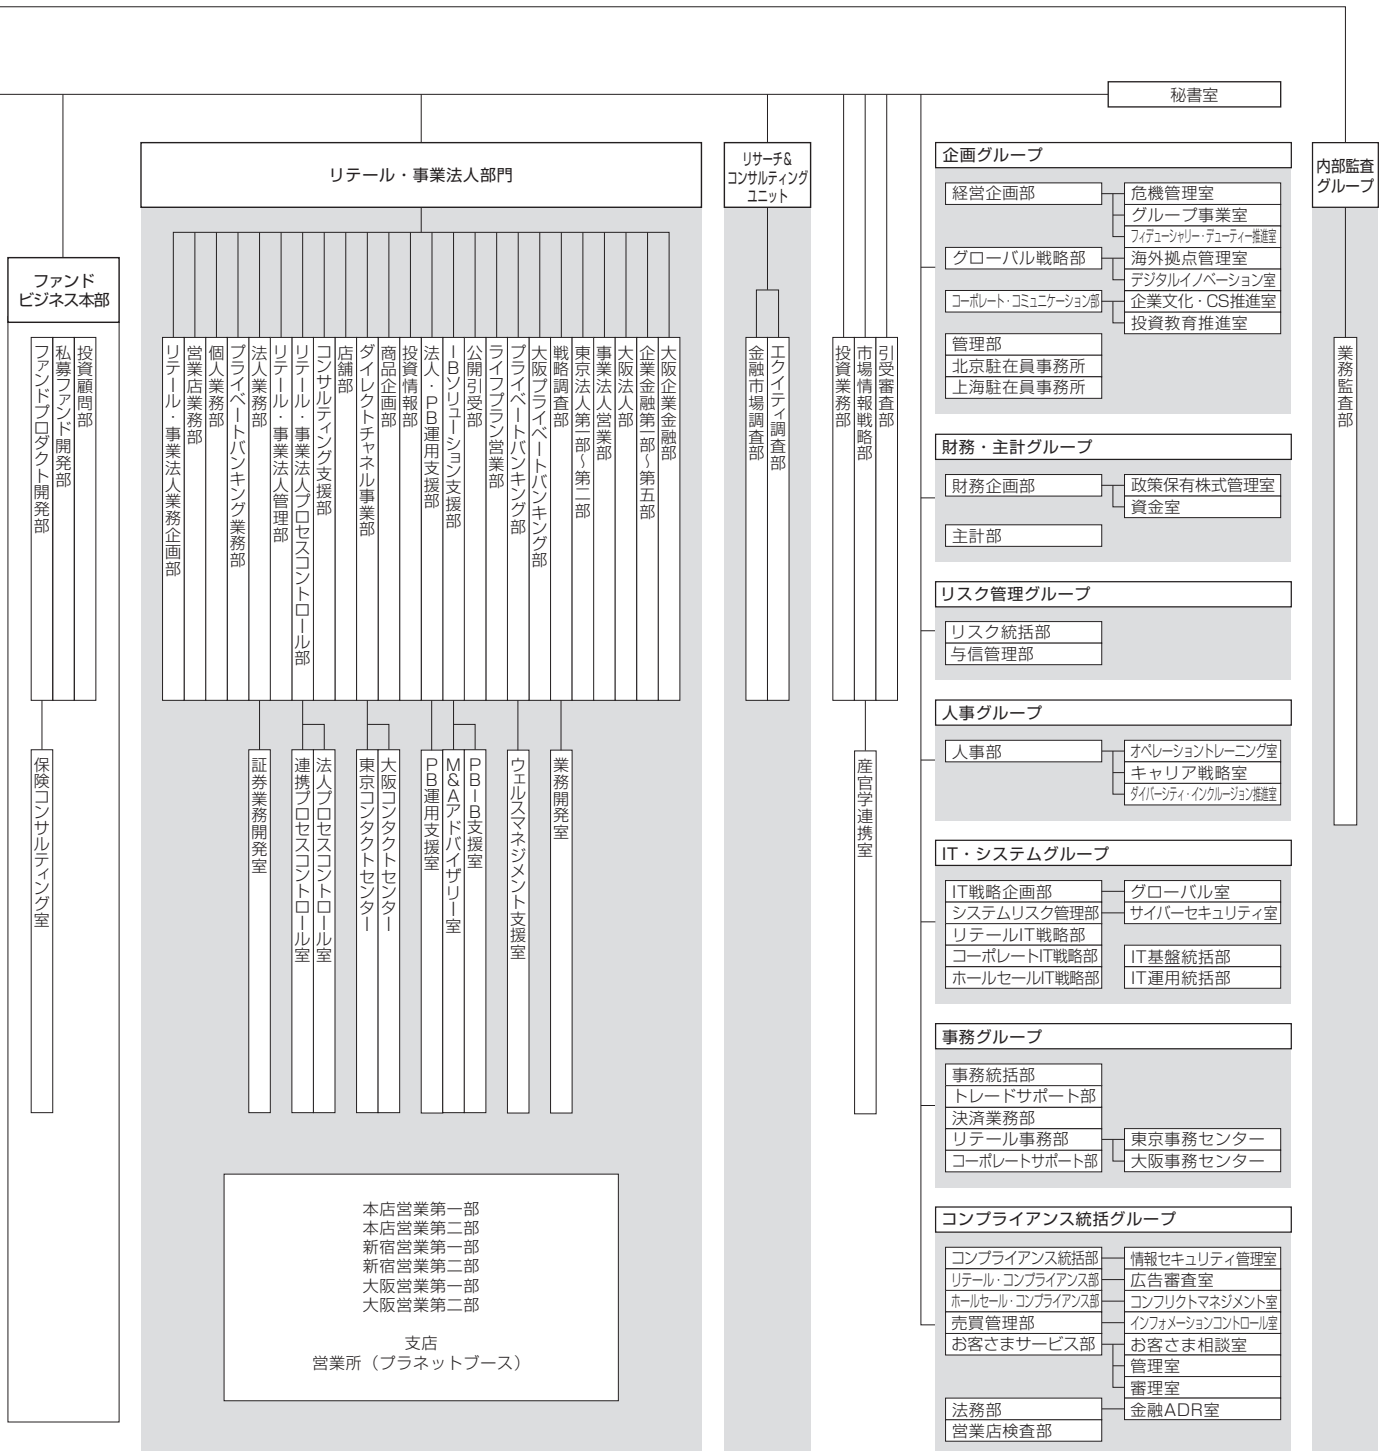 秘書室
ファンド
ビジネス本部
投資顧問部
私募ファンド開発部
ファンドプロダクト開発部
保険コンサルティング室
リテール・事業法人部門
リテール・事業法人業務企画部
営業店業務部
個人業務部
プライベートバンキング業務部
法人業務部
リテール・事業法人管理部
リテール・事業法人プロセスコントロール部
コンサルティング支援部
店舗部
ダイレクトチャネル事業部
商品企画部
投資情報部
法人・PB運用支援部
IBソリューション支援部
公開引受部
ライフプラン営業部
プライベートバンキング部
大阪プライベートバンキング部
戦略調査部
東京法人第一部〜第二部
事業法人営業部
大阪法人部
企業金融第一部〜第五部
大阪企業金融部
証券業務開発室
連携プロセスコントロール室
法人プロセスコントロール室
東京コンタクトセンター
大阪コンタクトセンター
PB運用支援室
M&Aアドバイザリー室
PB-IB支援室
ウェルスマネジメント支援室
業務開発室
本店営業第一部
本店営業第二部
新宿営業第一部
新宿営業第二部
大阪営業第一部
大阪営業第二部
支店
営業所（プラネットブース）
リサーチ&
コンサルティング
ユニット
金融市場調査部
エクイティ調査部
投資業務部
市場情報戦略部
引受審査部
産官学連携室
企画グループ
経営企画部
危機管理室
グループ事業室
フィデューシャリー・デューティー推進室
グローバル戦略部
海外拠点管理室
デジタルイノベーション室
コーポレート・コミュニケーション部
企業文化・CS推進室
投資教育推進室
管理部
北京駐在員事務所
上海駐在員事務所
財務・主計グループ
財務企画部
政策保有株式管理室
資金室
主計部
リスク管理グループ
リスク統括部
与信管理部
人事グループ
人事部
オペレーショントレーニング室
キャリア戦略室
ダイバーシティ・インクルージョン推進室
IT・システムグループ
IT戦略企画部
グローバル室
システムリスク管理部
サイバーセキュリティ室
リテールIT戦略部
コーポレートIT戦略部
IT基盤統括部
ホールセールIT戦略部
IT運用統括部
事務グループ
事務統括部
トレードサポート部
決済業務部
リテール事務部
東京事務センター
コーポレートサポート部
大阪事務センター
コンプライアンス統括グループ
コンプライアンス統括部
情報セキュリティ管理室
リテール・コンプライアンス部
広告審査室
ホールセール・コンプライアンス部
コンフリクトマネジメント室
売買管理部
インフォメーションコントロール室
お客さまサービス部
お客さま相談室
管理室
審理室
法務部
金融ADR室
営業店検査部
内部監査
グループ
業務監査部